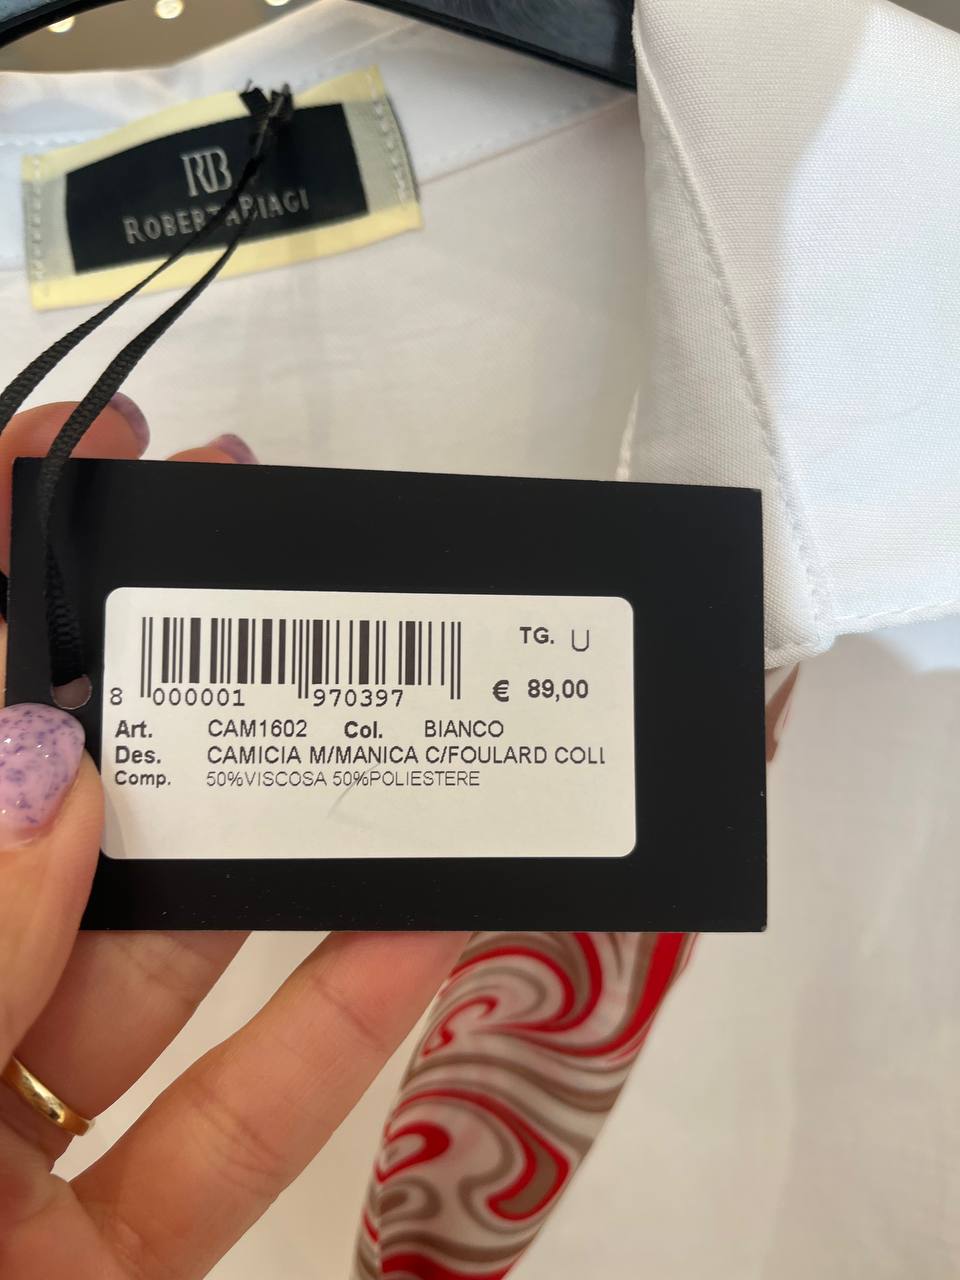 RB
ROBERTA BIAGI
TG. U
8 000001 970397
€ 89,00
Art. CAM1602 Col. BIANCO
Des. CAMICIA M/MANICA C/FOULARD COLL
Comp. 50%VISCOSA 50%POLIESTERE